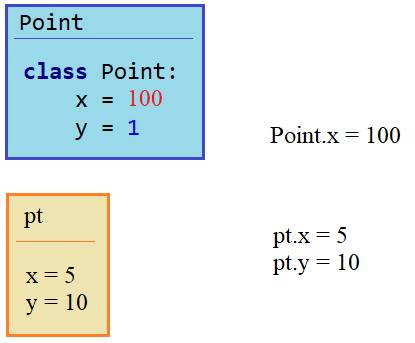 Point
class Point:
x = 100
y = 1
Point.x = 100
pt
x = 5
y = 10
pt.x = 5
pt.y = 10